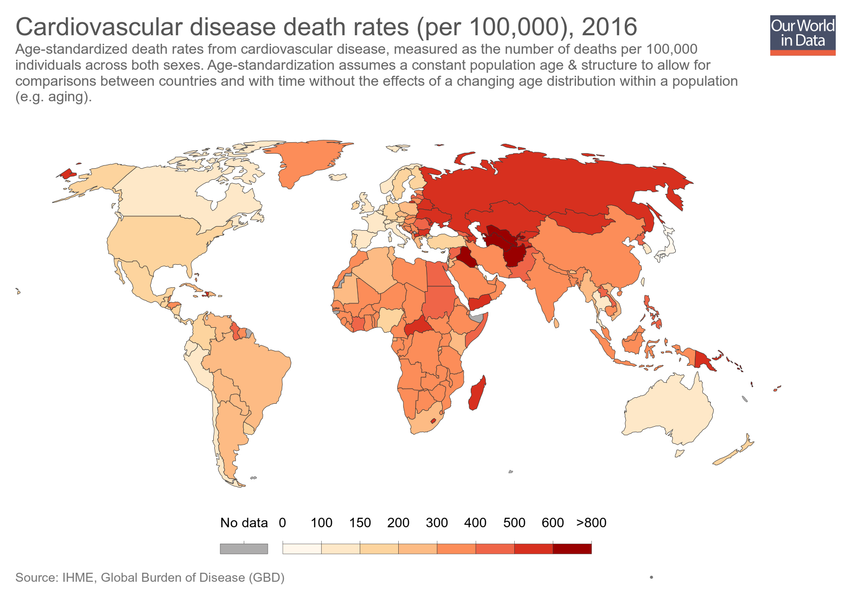 Cardiovascular disease death rates (per 100,000), 2016
Our World
in Data
Age-standardized death rates from cardiovascular disease, measured as the number of deaths per 100,000
individuals across both sexes. Age-standardization assumes a constant population age & structure to allow for
comparisons between countries and with time without the effects of a changing age distribution within a population
(e.g. aging).
No data 0 100 150 200 300 400 500 600 >800
Source: IHME, Global Burden of Disease (GBD)